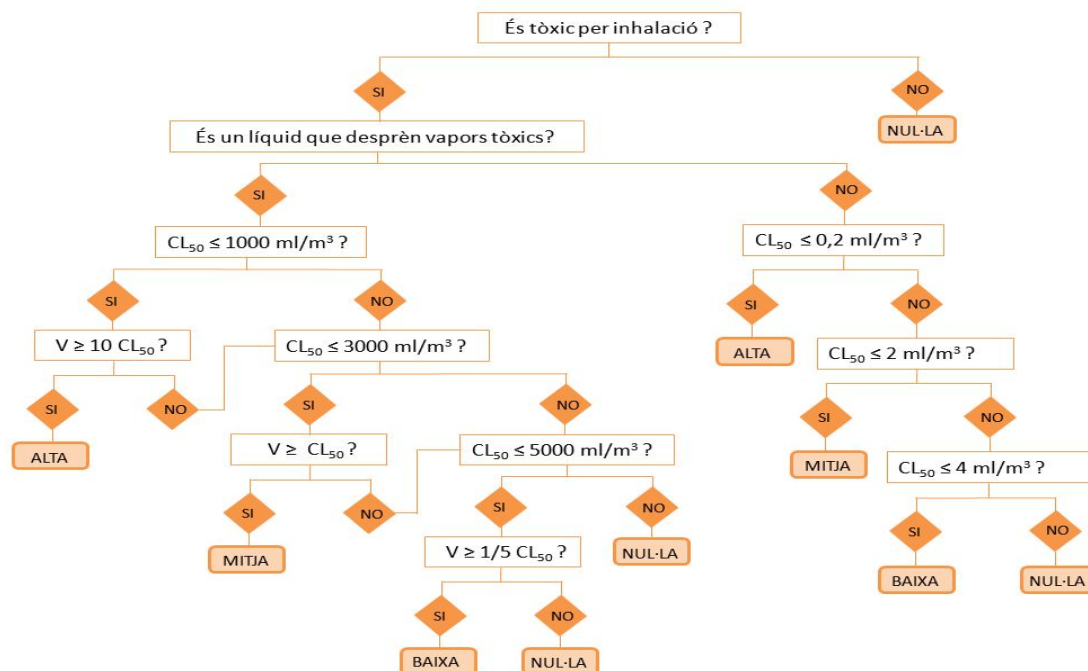 És tòxic per inhalació ?
SI
NO
NUL·LA
És un líquid que desprèn vapors tòxics?
SI
NO
CL₅₀ ≤ 1000 ml/m³ ?
CL₅₀ ≤ 0,2 ml/m³ ?
SI
NO
SI
NO
V ≥ 10 CL₅₀ ?
CL₅₀ ≤ 3000 ml/m³ ?
ALTA
CL₅₀ ≤ 2 ml/m³ ?
SI
NO
SI
NO
SI
NO
ALTA
V ≥ CL₅₀ ?
CL₅₀ ≤ 5000 ml/m³ ?
MITJA
CL₅₀ ≤ 4 ml/m³ ?
SI
NO
SI
NO
SI
NO
MITJA
V ≥ 1/5 CL₅₀ ?
NUL·LA
BAIXA
NUL·LA
SI
NO
BAIXA
NUL·LA